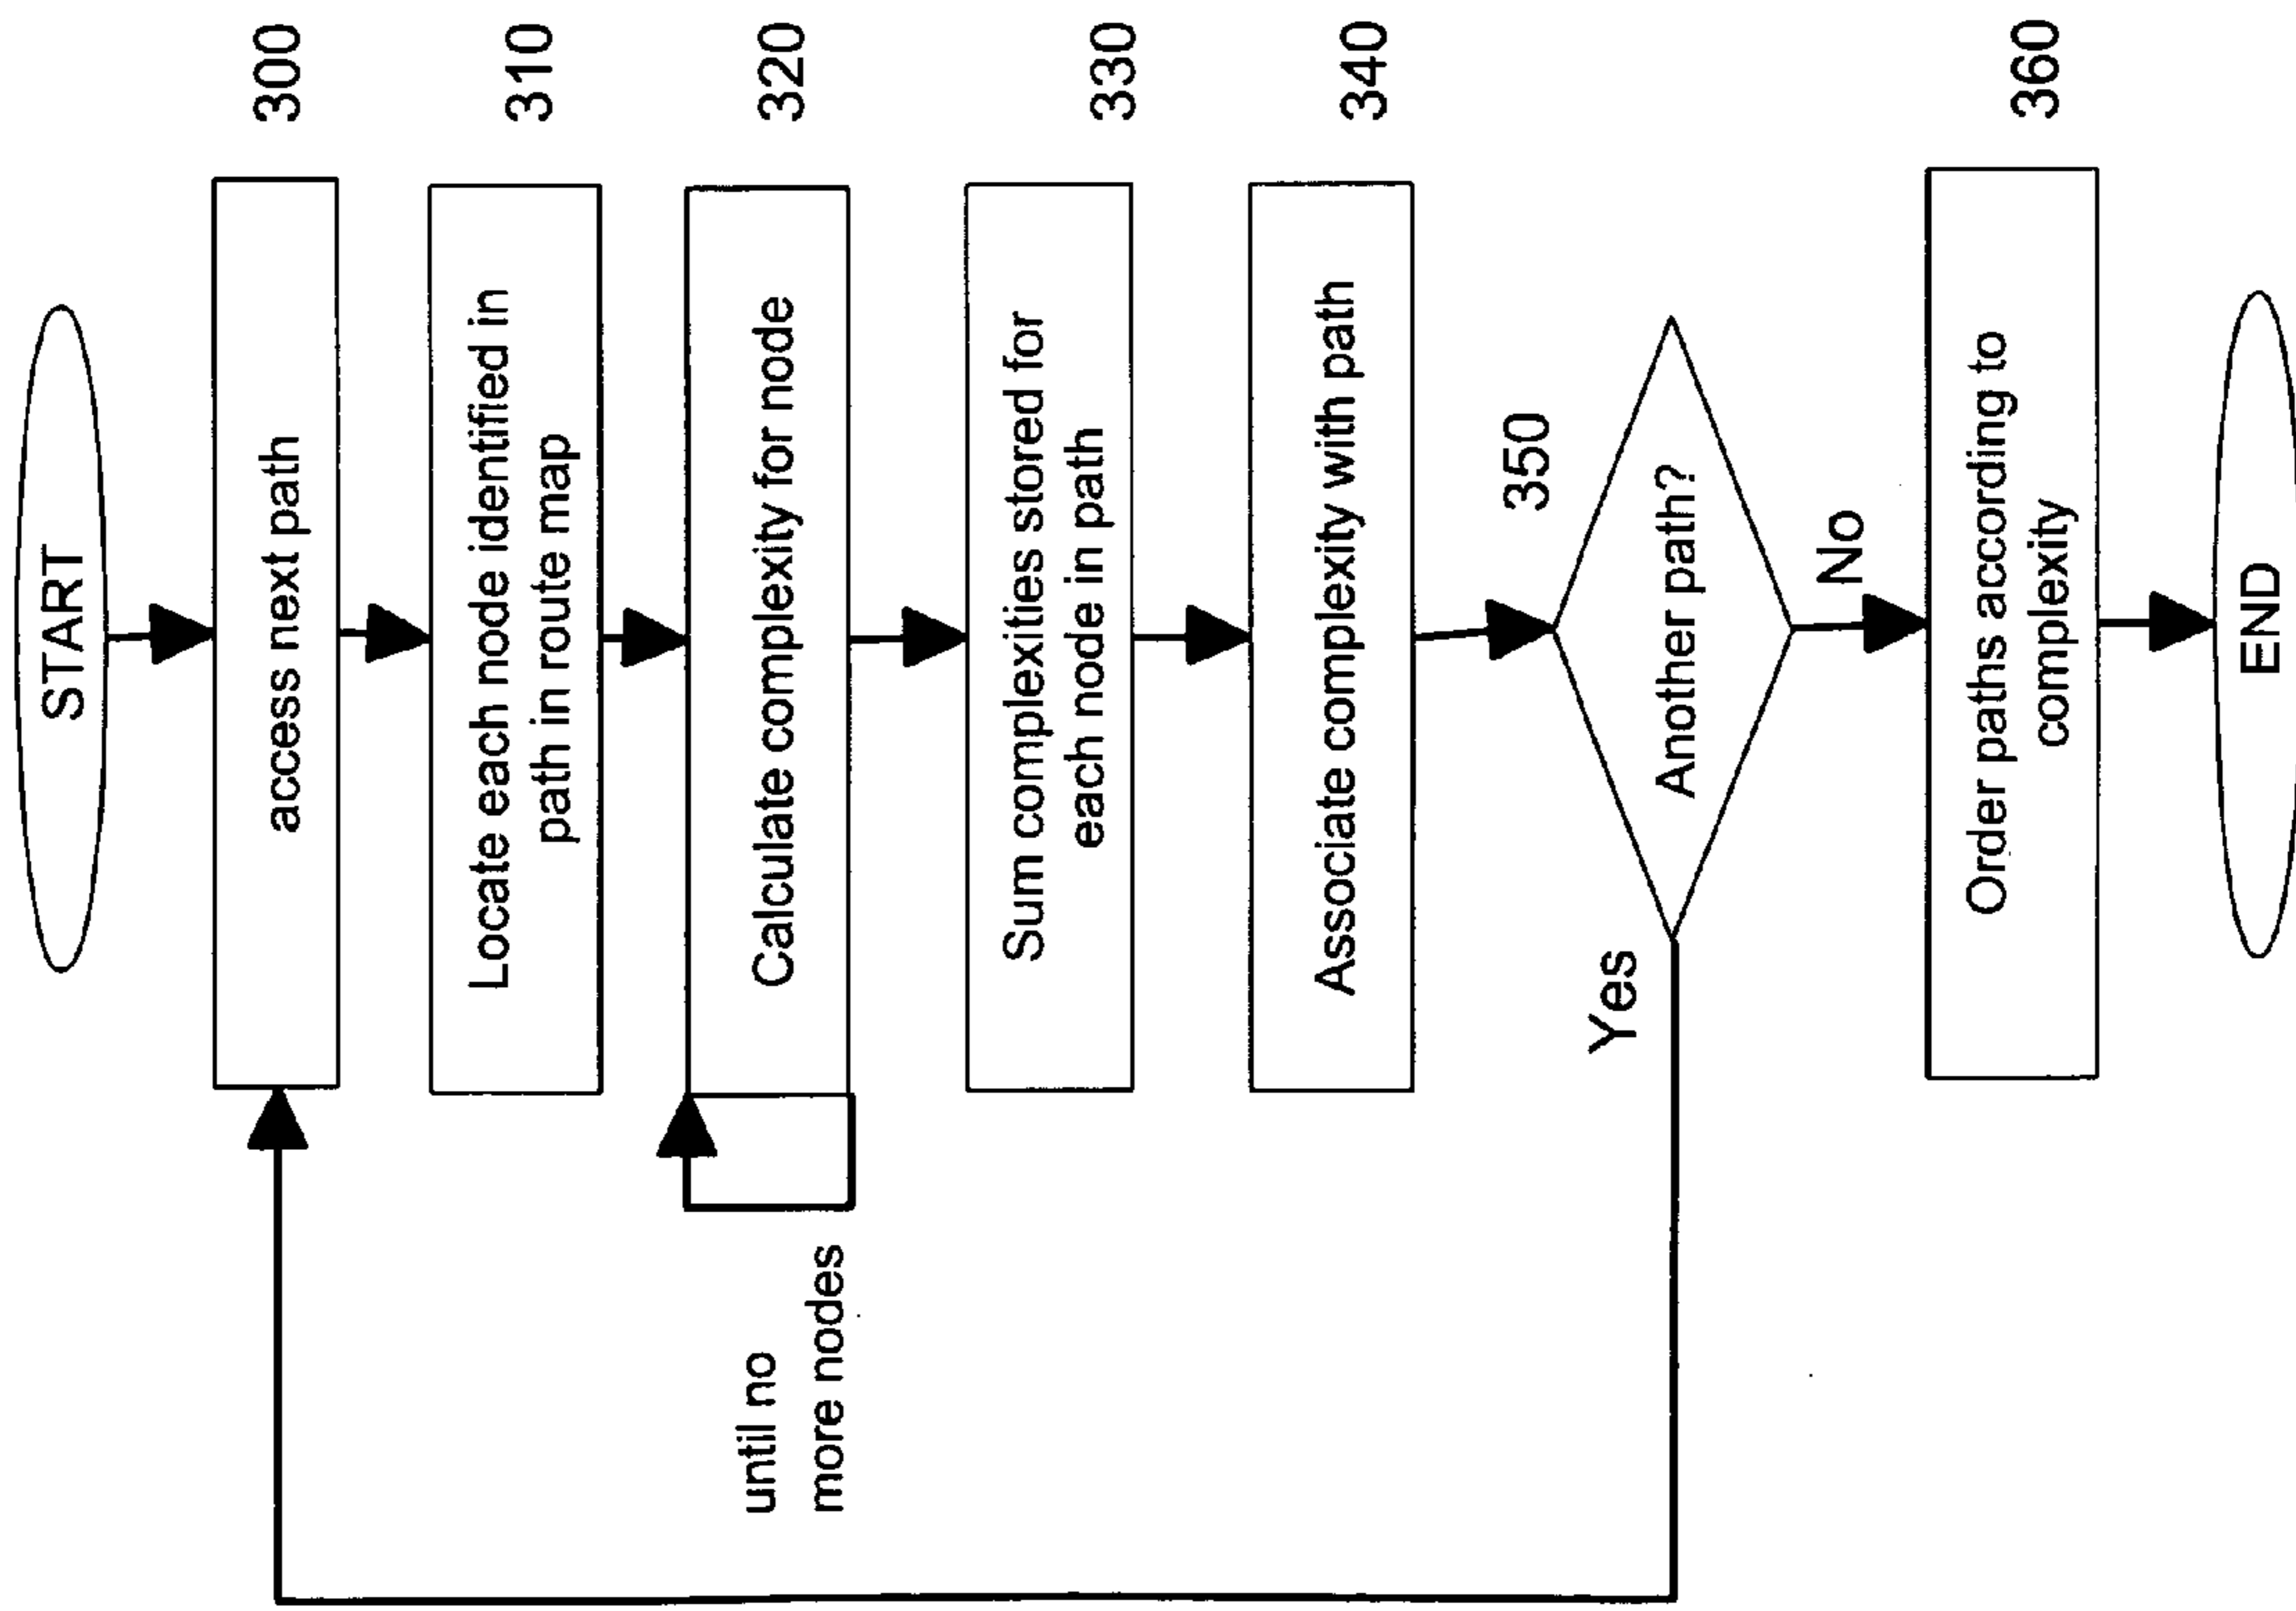 START
access next path
300
Locate each node identified in
path in route map
310
Calculate complexity for node
320
until no
more nodes
Sum complexities stored for
each node in path
330
Associate complexity with path
340
350
Another path?
Yes
No
Order paths according to
complexity
360
END